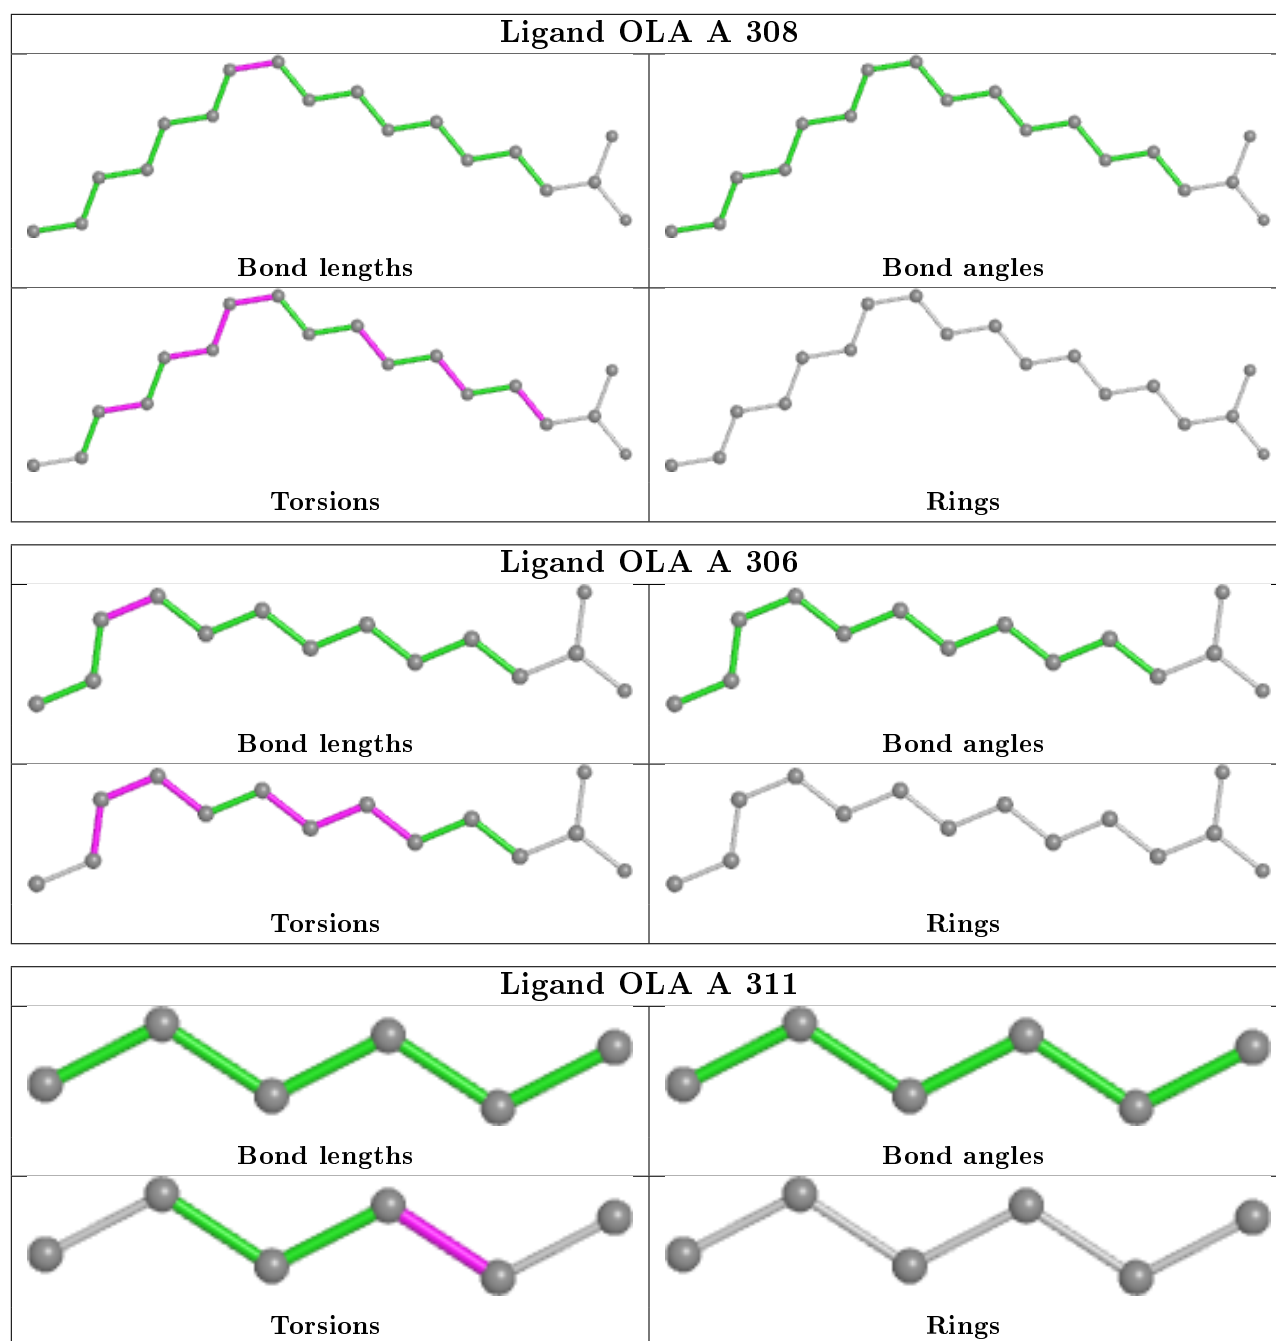 Ligand OLA A 308
Bond lengths
Bond angles
Torsions
Rings
Ligand OLA A 306
Bond lengths
Bond angles
Torsions
Rings
Ligand OLA A 311
Bond lengths
Bond angles
Torsions
Rings